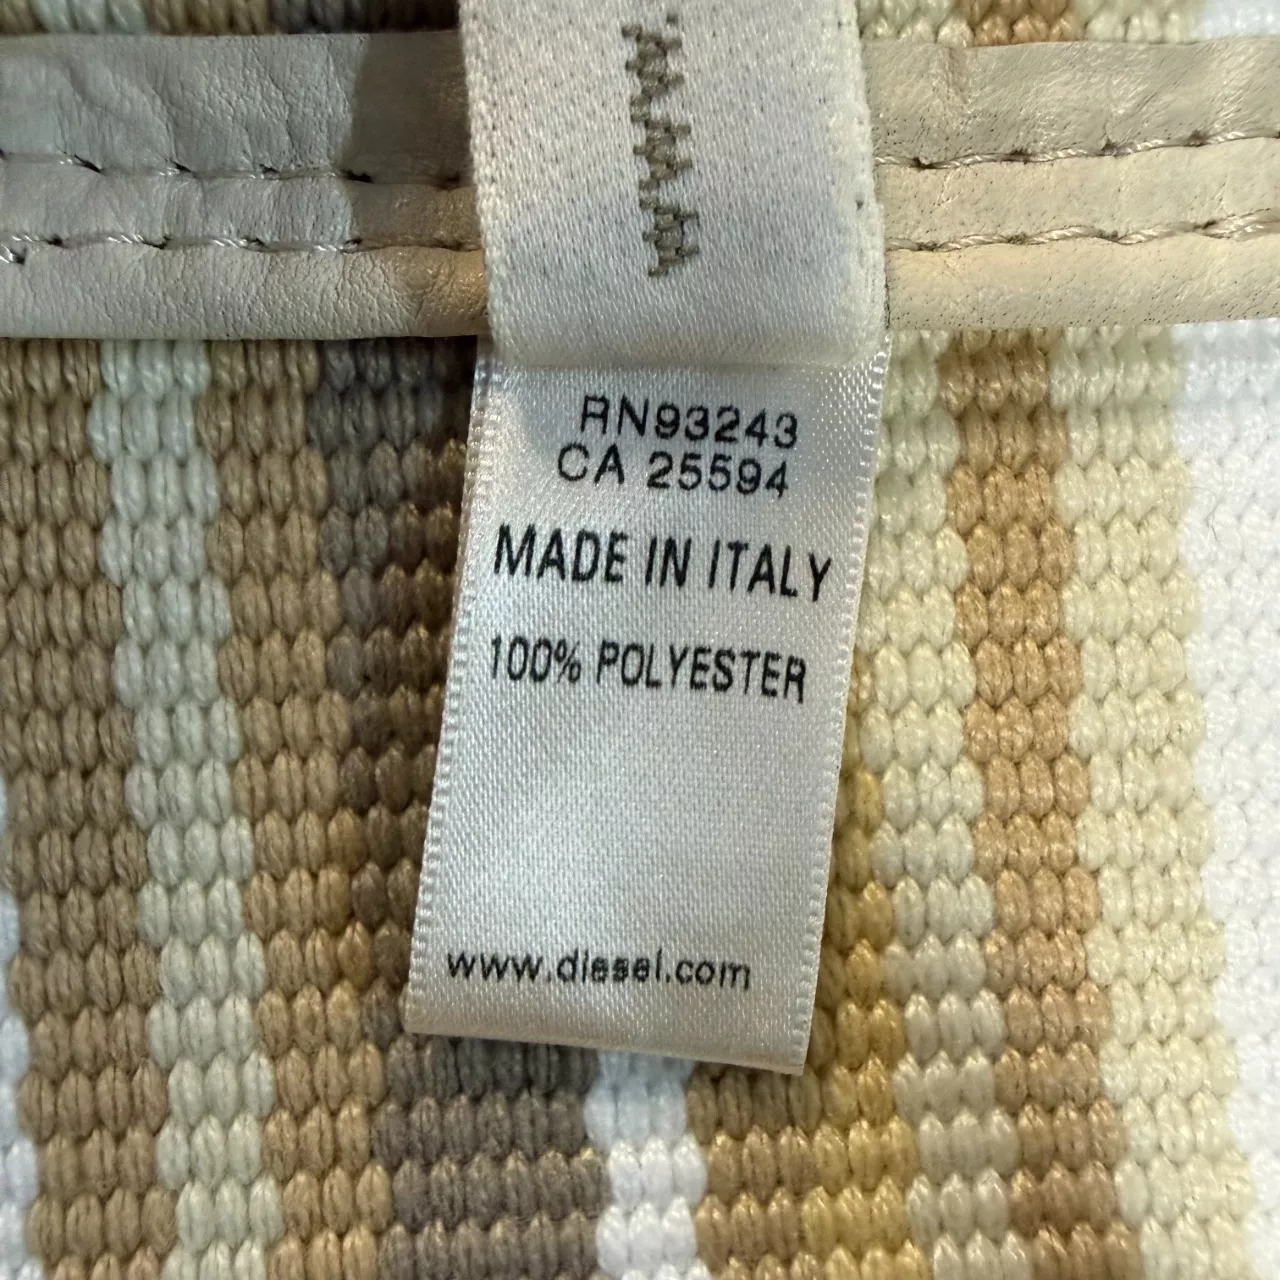 RN93243
CA 25594
MADE IN ITALY
100% POLYESTER
www.diesel.com